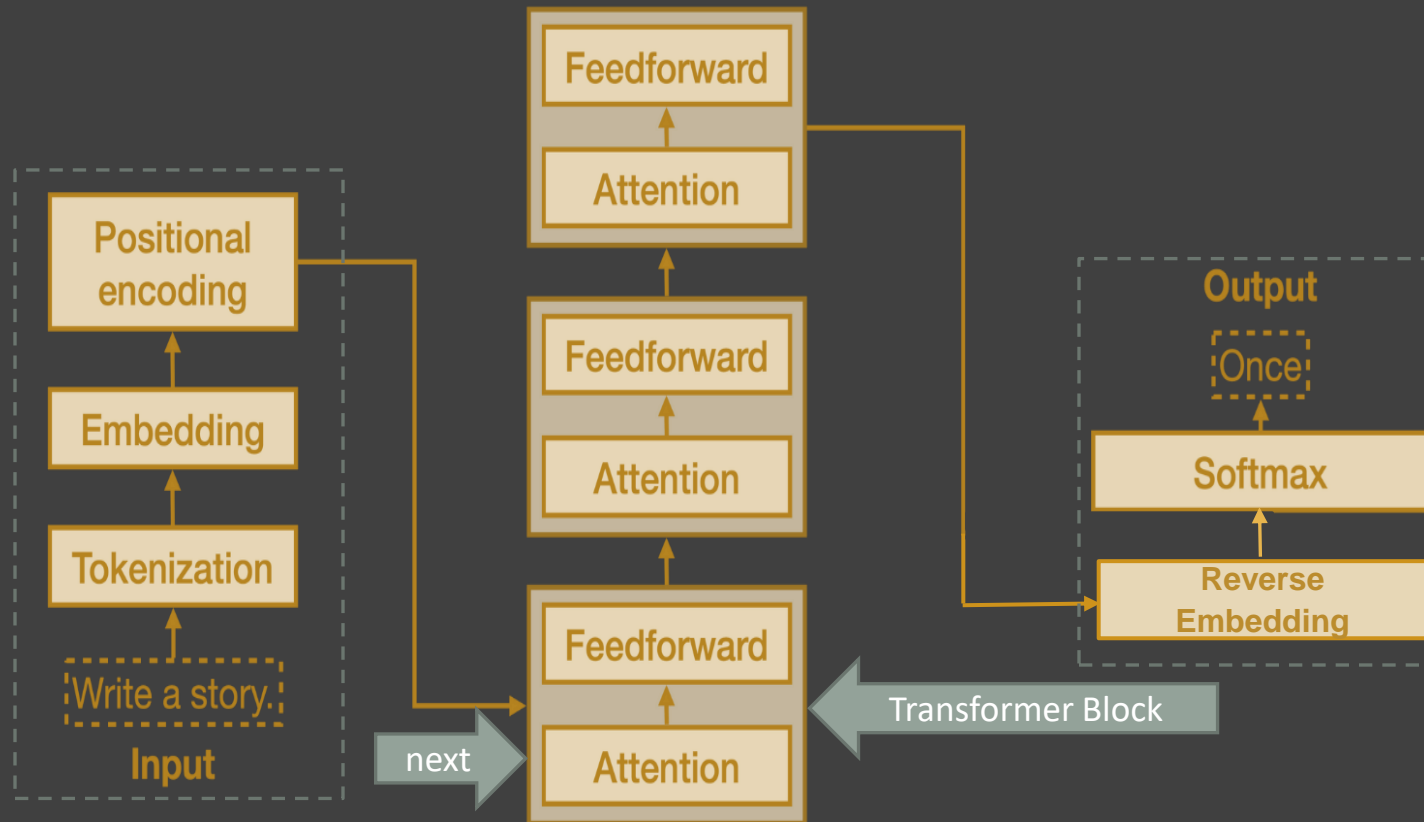 Positional
encoding
Embedding
Tokenization
Write a story.
Input
Feedforward
Attention
Feedforward
Attention
Feedforward
Attention
next
Transformer Block
Output
Once
Softmax
Reverse
Embedding